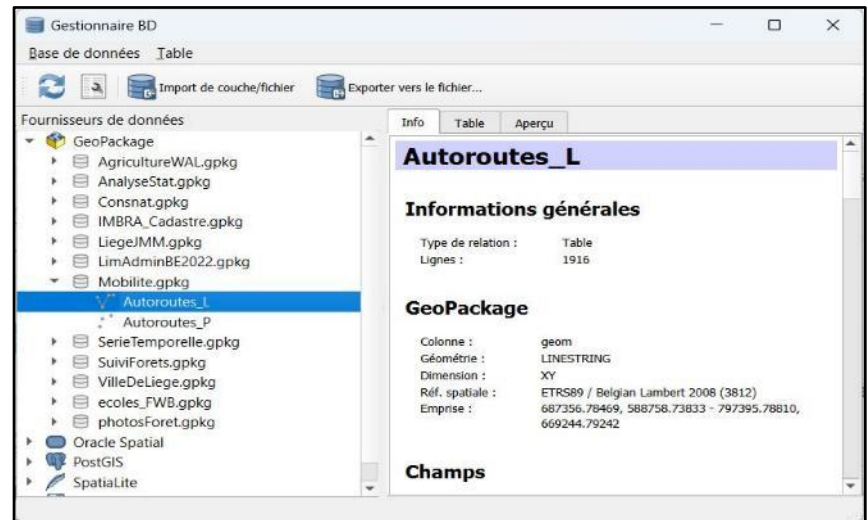 Gestionnaire BD
Base de données Table
Import de couche/fichier Exporter vers le fichier...
Fournisseurs de données
GeoPackage
AgricultureWAL.gpkg
AnalyseStat.gpkg
Consnat.gpkg
IMBRA_Cadastre.gpkg
LiegeJMM.gpkg
LimAdminBE2022.gpkg
Mobilite.gpkg
Autoroutes_L
Autoroutes_P
SerieTemporelle.gpkg
SuiviForets.gpkg
VilleDeLiege.gpkg
ecoles_FWB.gpkg
photosForet.gpkg
Oracle Spatial
PostGIS
SpatiaLite
Info Table Aperçu
Autoroutes_L
Informations générales
Type de relation : Table
Lignes : 1916
GeoPackage
Colonne : geom
Géométrie : LINESTRING
Dimension : XY
Réf. spatiale : ETRS89 / Belgian Lambert 2008 (3812)
Emprise : 687356.78469, 588758.73833 - 797395.78810,
669244.79242
Champs